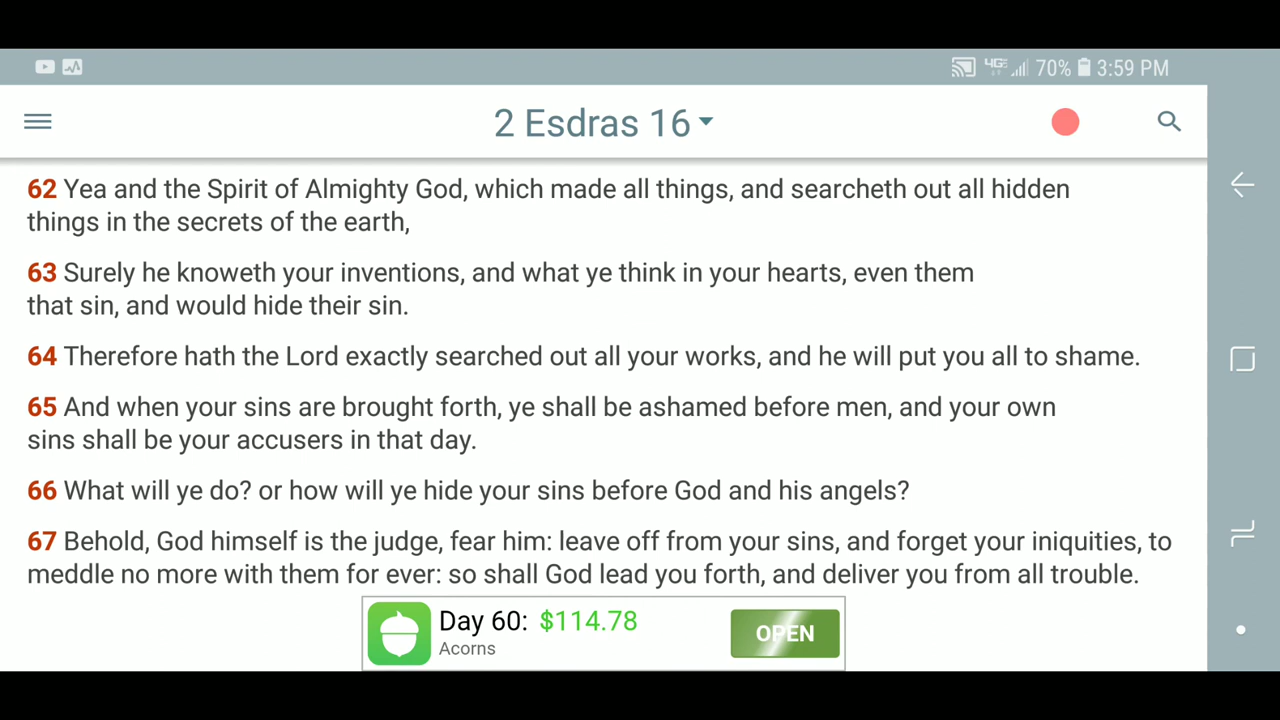 4G 70% 3:59 PM
2 Esdras 16
62 Yea and the Spirit of Almighty God, which made all things, and searcheth out all hidden
things in the secrets of the earth,
63 Surely he knoweth your inventions, and what ye think in your hearts, even them
that sin, and would hide their sin.
64 Therefore hath the Lord exactly searched out all your works, and he will put you all to shame.
65 And when your sins are brought forth, ye shall be ashamed before men, and your own
sins shall be your accusers in that day.
66 What will ye do? or how will ye hide your sins before God and his angels?
67 Behold, God himself is the judge, fear him: leave off from your sins, and forget your iniquities, to
meddle no more with them for ever: so shall God lead you forth, and deliver you from all trouble.
Day 60: $114.78
Acorns
OPEN